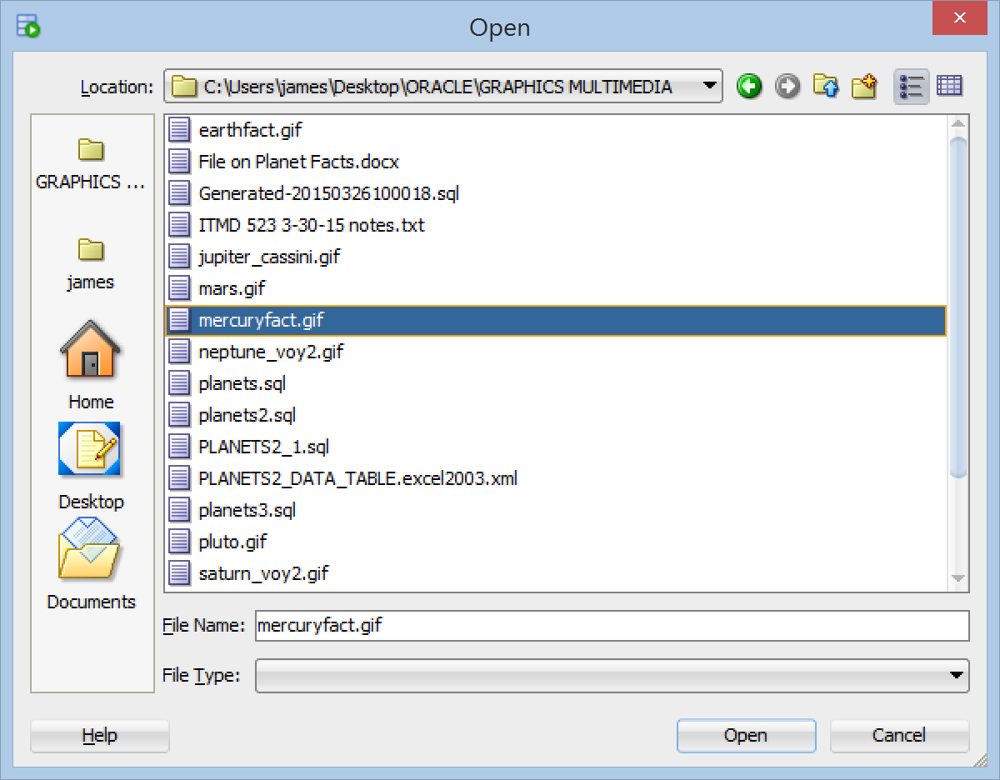 Open
Location: C:\Users\james\Desktop\ORACLE\GRAPHICS MULTIMEDIA
GRAPHICS ...
james
Home
Desktop
Documents
earthfact.gif
File on Planet Facts.docx
Generated-20150326100018.sql
ITMD 523 3-30-15 notes.txt
jupiter_cassini.gif
mars.gif
mercuryfact.gif
neptune_voy2.gif
planets.sql
planets2.sql
PLANETS2_1.sql
PLANETS2_DATA_TABLE.excel2003.xml
planets3.sql
pluto.gif
saturn_voy2.gif
File Name: mercuryfact.gif
File Type:
Help Open Cancel